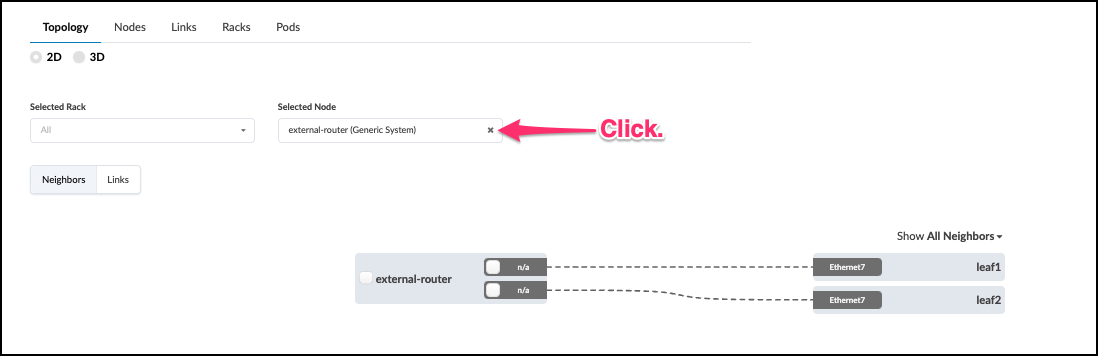 Topology Nodes Links Racks Pods
2D 3D
Selected Rack Selected Node
All external-router (Generic System) Click.
Neighbors Links
Show All Neighbors
external-router n/a Ethernet7 leaf1
n/a Ethernet7 leaf2